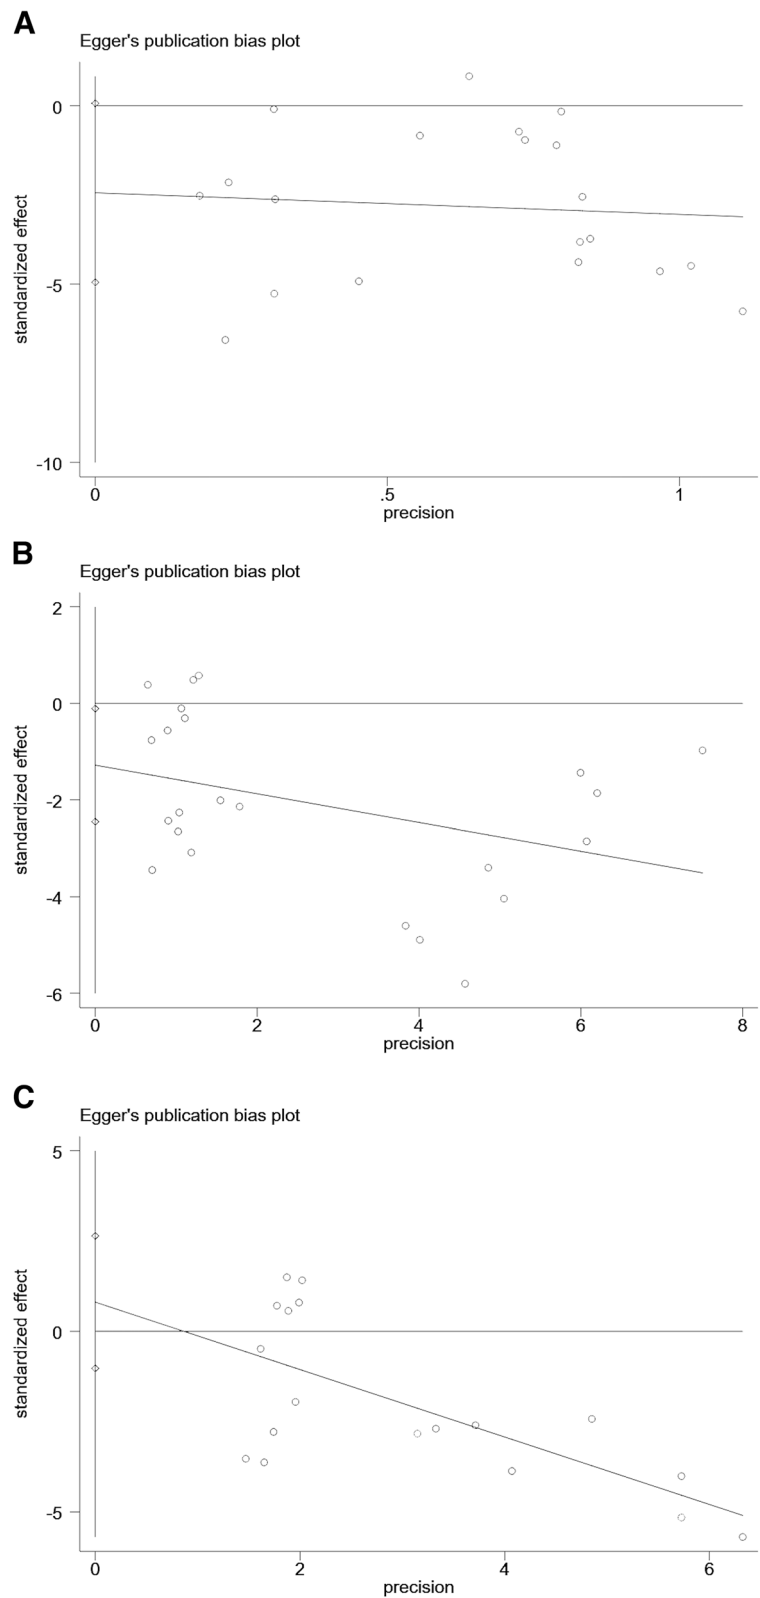 A
Egger's publication bias plot
standardized effect
0
-5
-10
0 .5 1
precision
B
Egger's publication bias plot
standardized effect
2
0
-2
-4
-6
0 2 4 6 8
precision
C
Egger's publication bias plot
standardized effect
5
0
-5
0 2 4 6
precision